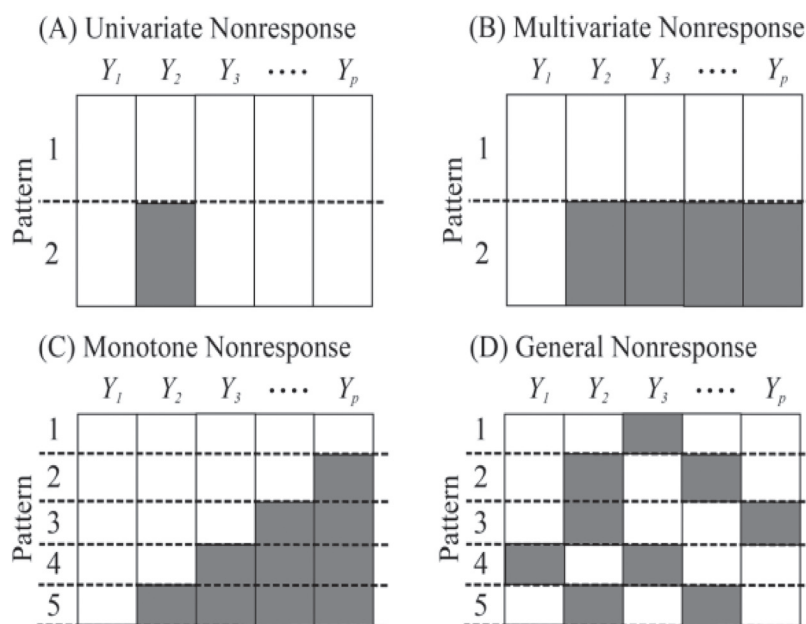 (A) Univariate Nonresponse
Y1 Y2 Y3 .... Yp
Pattern
1
2
(B) Multivariate Nonresponse
Y1 Y2 Y3 .... Yp
Pattern
1
2
(C) Monotone Nonresponse
Y1 Y2 Y3 .... Yp
Pattern
1
2
3
4
5
(D) General Nonresponse
Y1 Y2 Y3 .... Yp
Pattern
1
2
3
4
5